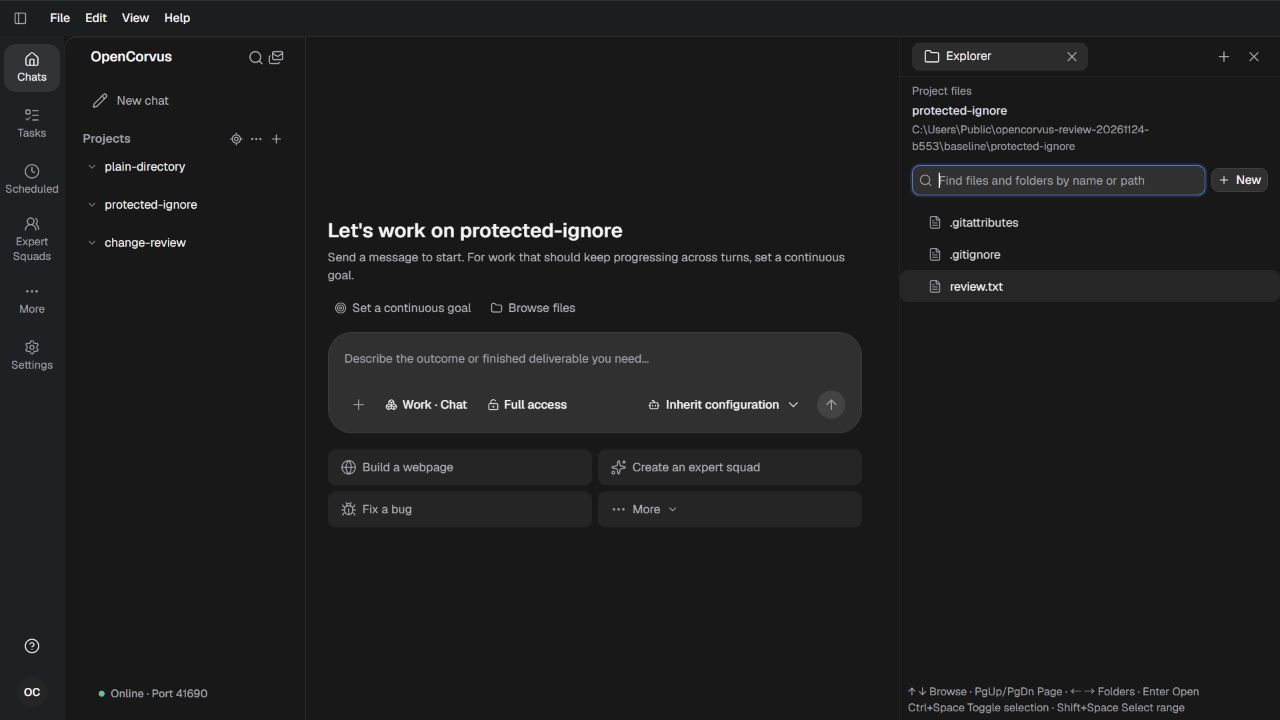 File Edit View Help
Chats
Tasks
Scheduled
Expert
Squads
More
Settings
OC
OpenCorvus
New chat
Projects
plain-directory
protected-ignore
change-review
Online · Port 41690
Let's work on protected-ignore
Send a message to start. For work that should keep progressing across turns, set a continuous
goal.
Set a continuous goal Browse files
Describe the outcome or finished deliverable you need...
Work · Chat Full access Inherit configuration
Build a webpage Create an expert squad
Fix a bug More
Explorer
Project files
protected-ignore
C:\Users\Public\opencorvus-review-20261124-
b553\baseline\protected-ignore
Find files and folders by name or path New
.gitattributes
.gitignore
review.txt
↑ ↓ Browse · PgUp/PgDn Page · ← → Folders · Enter Open
Ctrl+Space Toggle selection · Shift+Space Select range